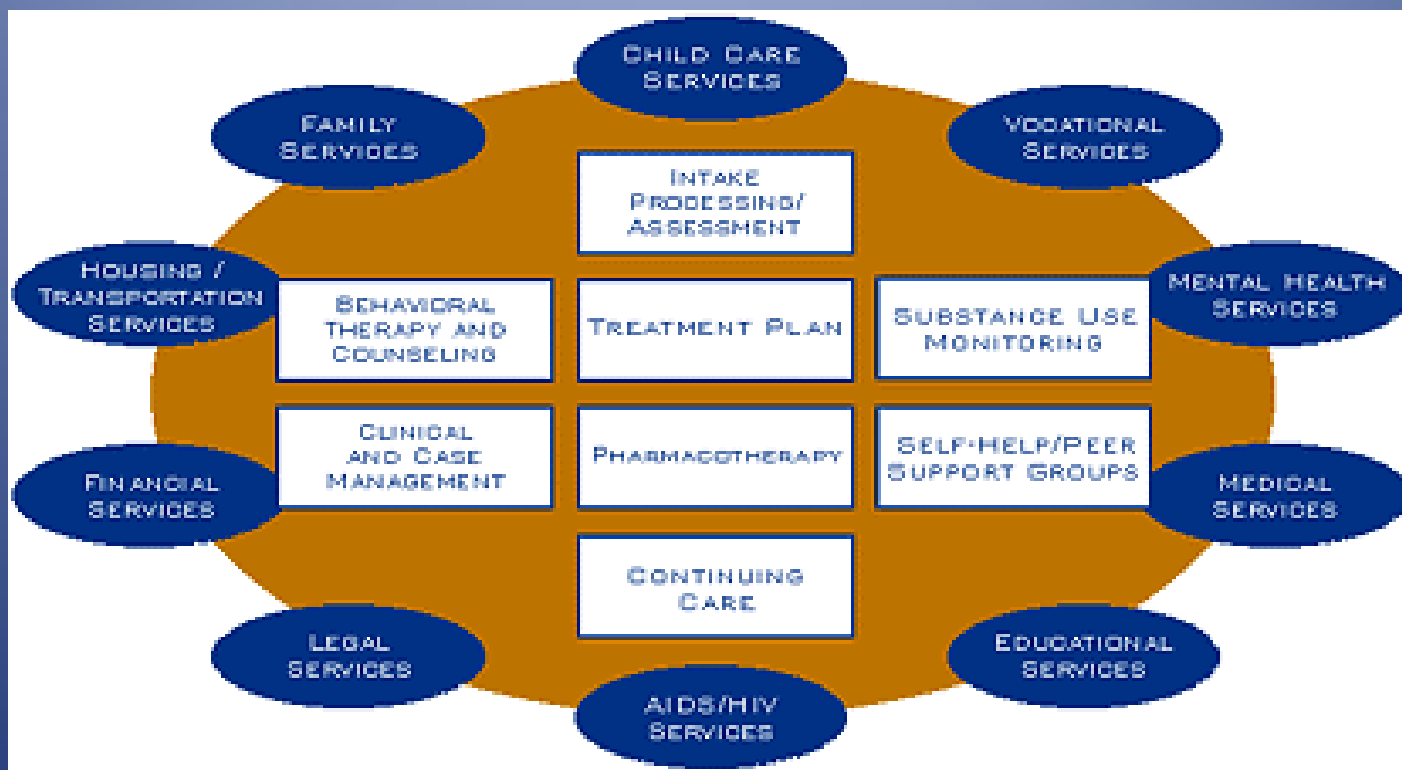 CHILD CARE
SERVICES
FAMILY
SERVICES
VOCATIONAL
SERVICES
INTAKE
PROCESSING/
ASSESSMENT
HOUSING /
TRANSPORTATION
SERVICES
BEHAVIORAL
THERAPY AND
COUNSELING
TREATMENT PLAN
SUBSTANCE USE
MONITORING
MENTAL HEALTH
SERVICES
FINANCIAL
SERVICES
CLINICAL
AND CASE
MANAGEMENT
PHARMACOTHERAPY
SELF-HELP/PEER
SUPPORT GROUPS
MEDICAL
SERVICES
CONTINUING
CARE
LEGAL
SERVICES
AIDS/HIV
SERVICES
EDUCATIONAL
SERVICES